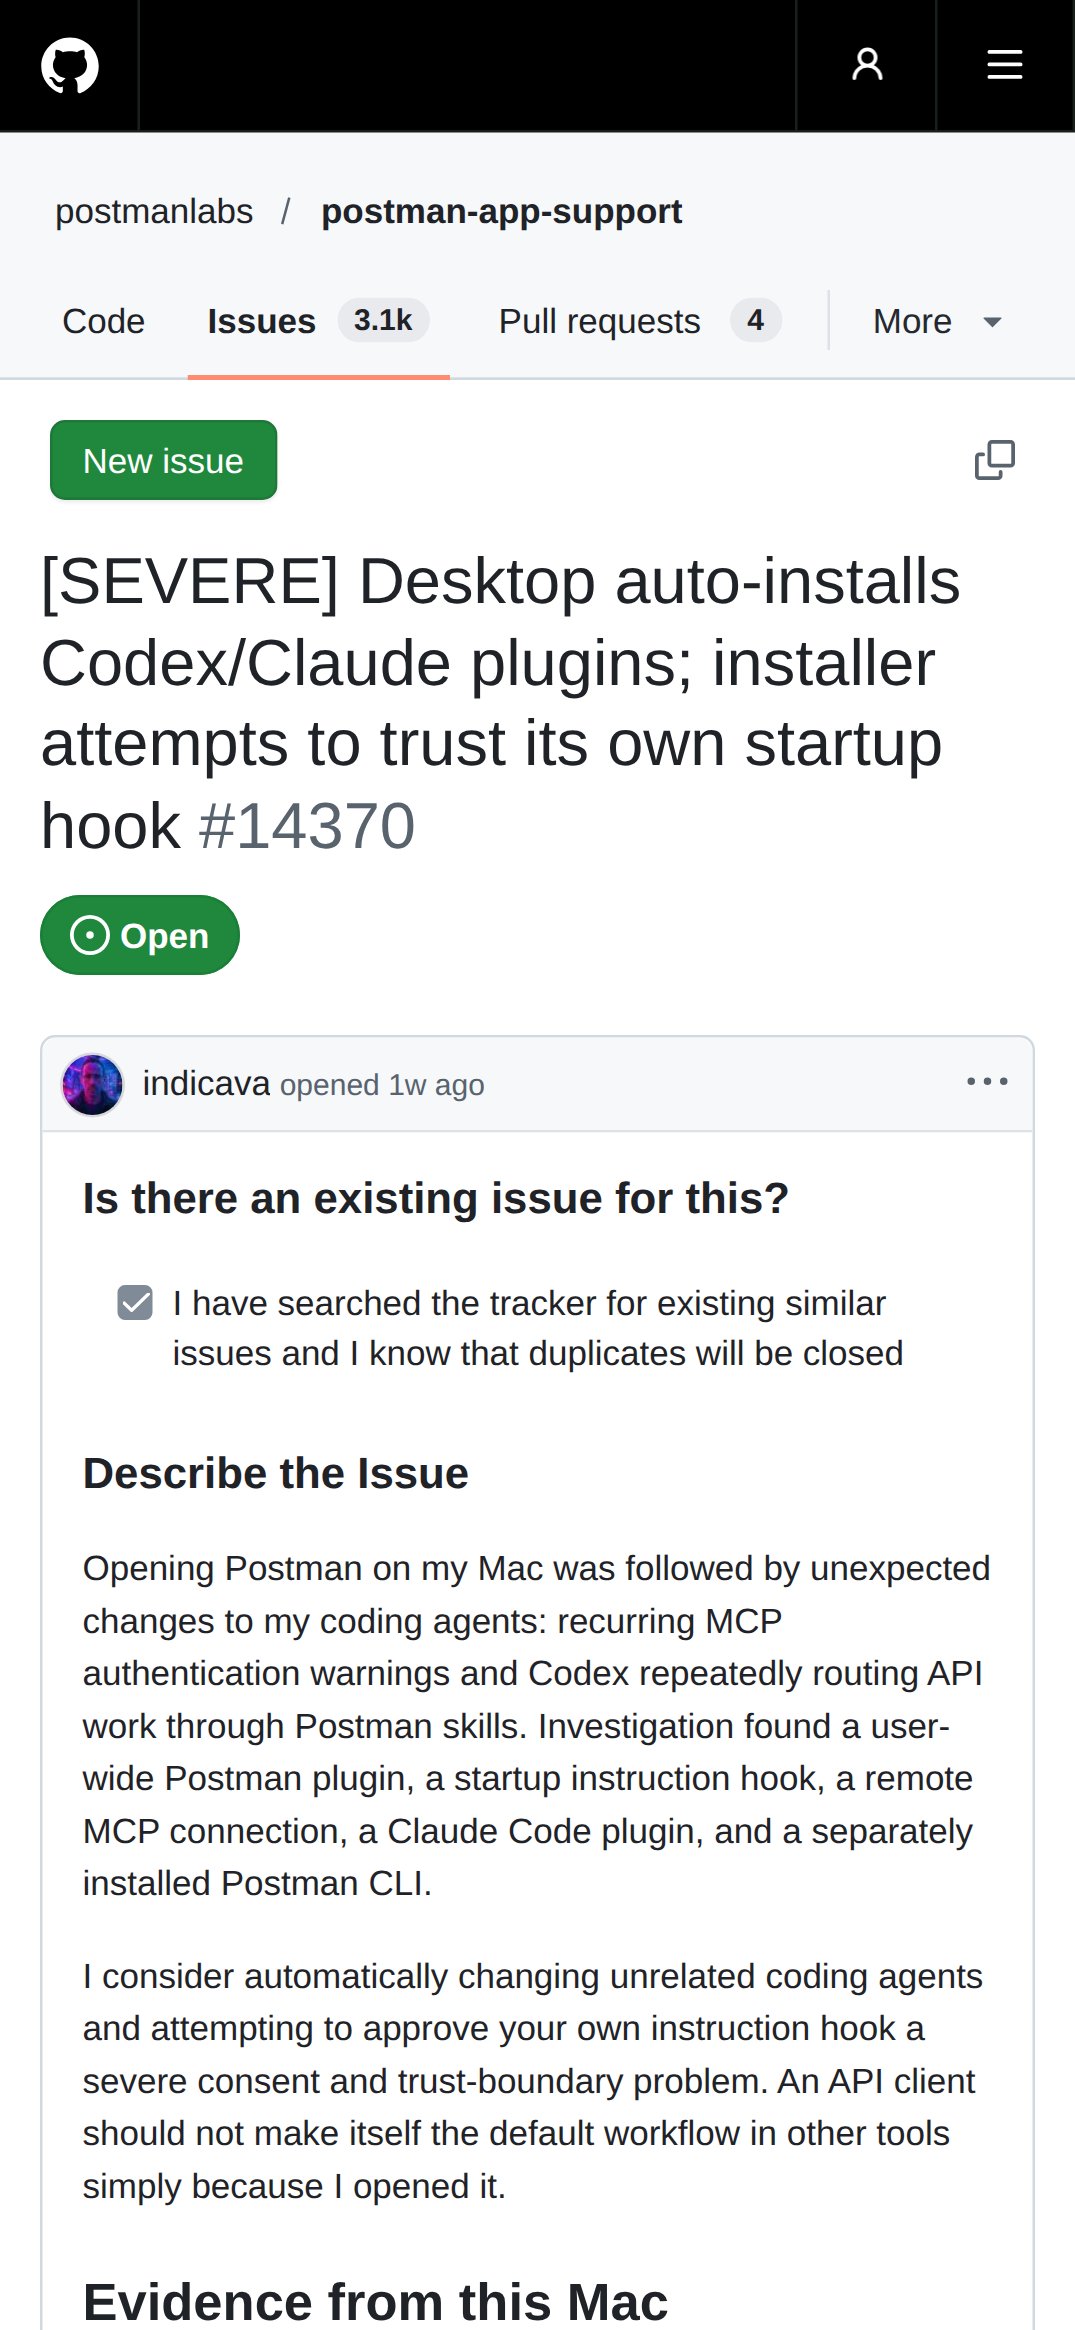 postmanlabs / postman-app-support
Code Issues 3.1k Pull requests 4 More
New issue
[SEVERE] Desktop auto-installs
Codex/Claude plugins; installer
attempts to trust its own startup
hook #14370
Open
indicava opened 1w ago
Is there an existing issue for this?
I have searched the tracker for existing similar
issues and I know that duplicates will be closed
Describe the Issue
Opening Postman on my Mac was followed by unexpected
changes to my coding agents: recurring MCP
authentication warnings and Codex repeatedly routing API
work through Postman skills. Investigation found a user-
wide Postman plugin, a startup instruction hook, a remote
MCP connection, a Claude Code plugin, and a separately
installed Postman CLI.
I consider automatically changing unrelated coding agents
and attempting to approve your own instruction hook a
severe consent and trust-boundary problem. An API client
should not make itself the default workflow in other tools
simply because I opened it.
Evidence from this Mac